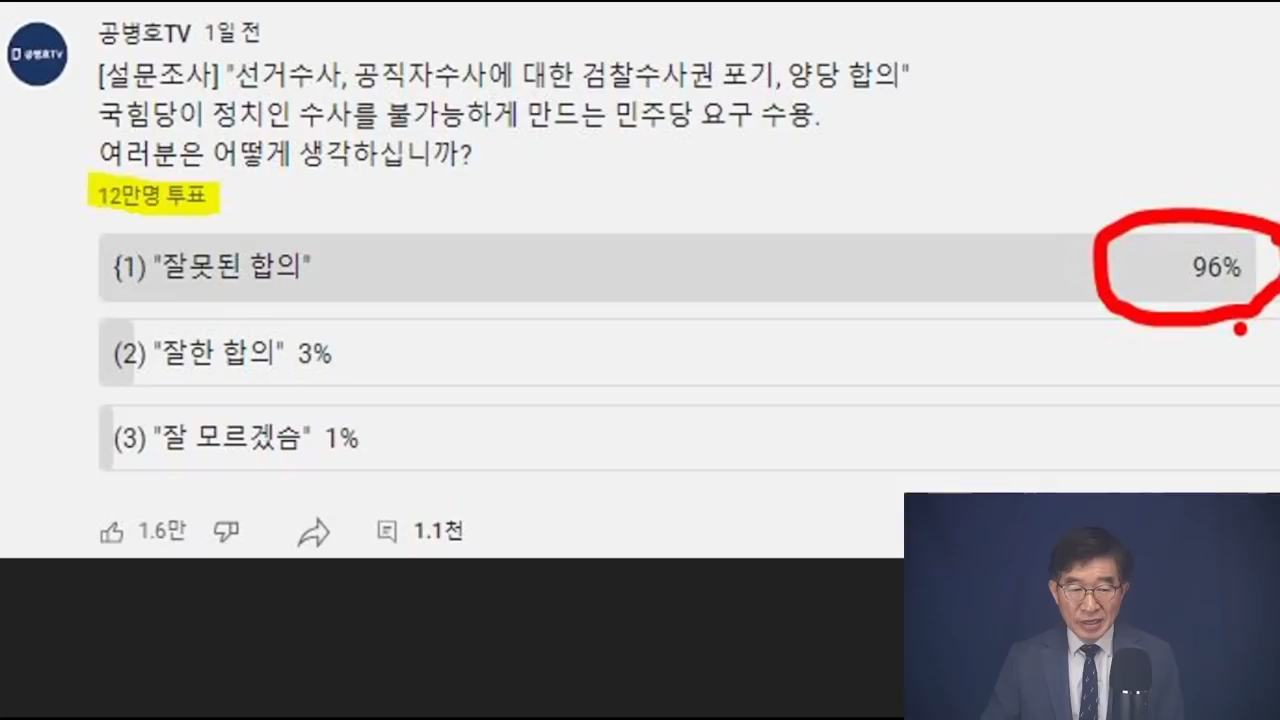 공병호TV
공병호TV 1일 전
[설문조사] "선거수사, 공직자수사에 대한 검찰수사권 포기, 양당 합의"
국힘당이 정치인 수사를 불가능하게 만드는 민주당 요구 수용.
여러분은 어떻게 생각하십니까?
12만명 투표
{1) "잘못된 합의" 96%
(2) "잘한 합의" 3%
(3) "잘 모르겠슴" 1%
1.6만 1.1천